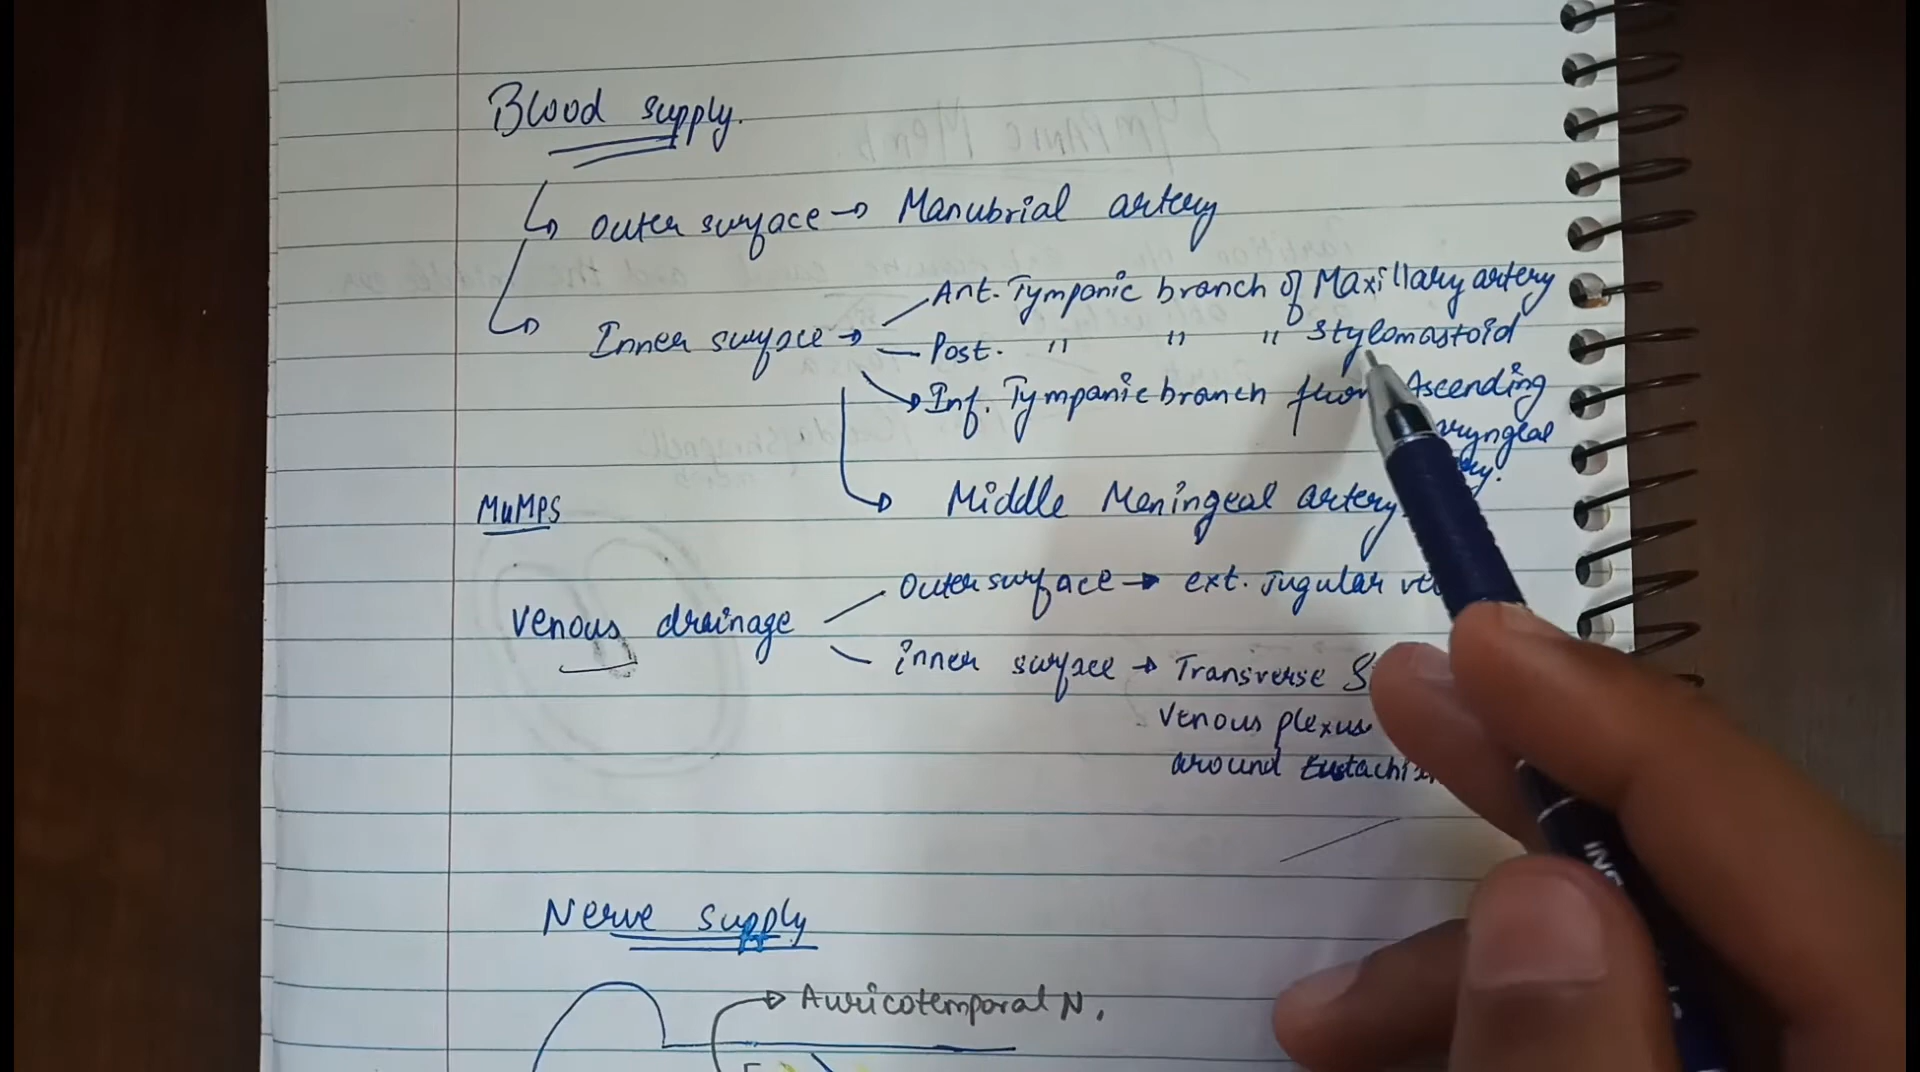 Blood supply.
outer surface → Manubrial artery
Ant. Tympanic branch of Maxillary artery
Inner surface →
Post. " " " Stylomastoid
Inf. Tympanic branch from Ascending
Middle Meningeal artery
MuMPS
Outer surface → ext. Jugular
Venous drainage
inner surface → Transverse
Venous plexus
around
Nerve supply
→ Auricotemporal N.